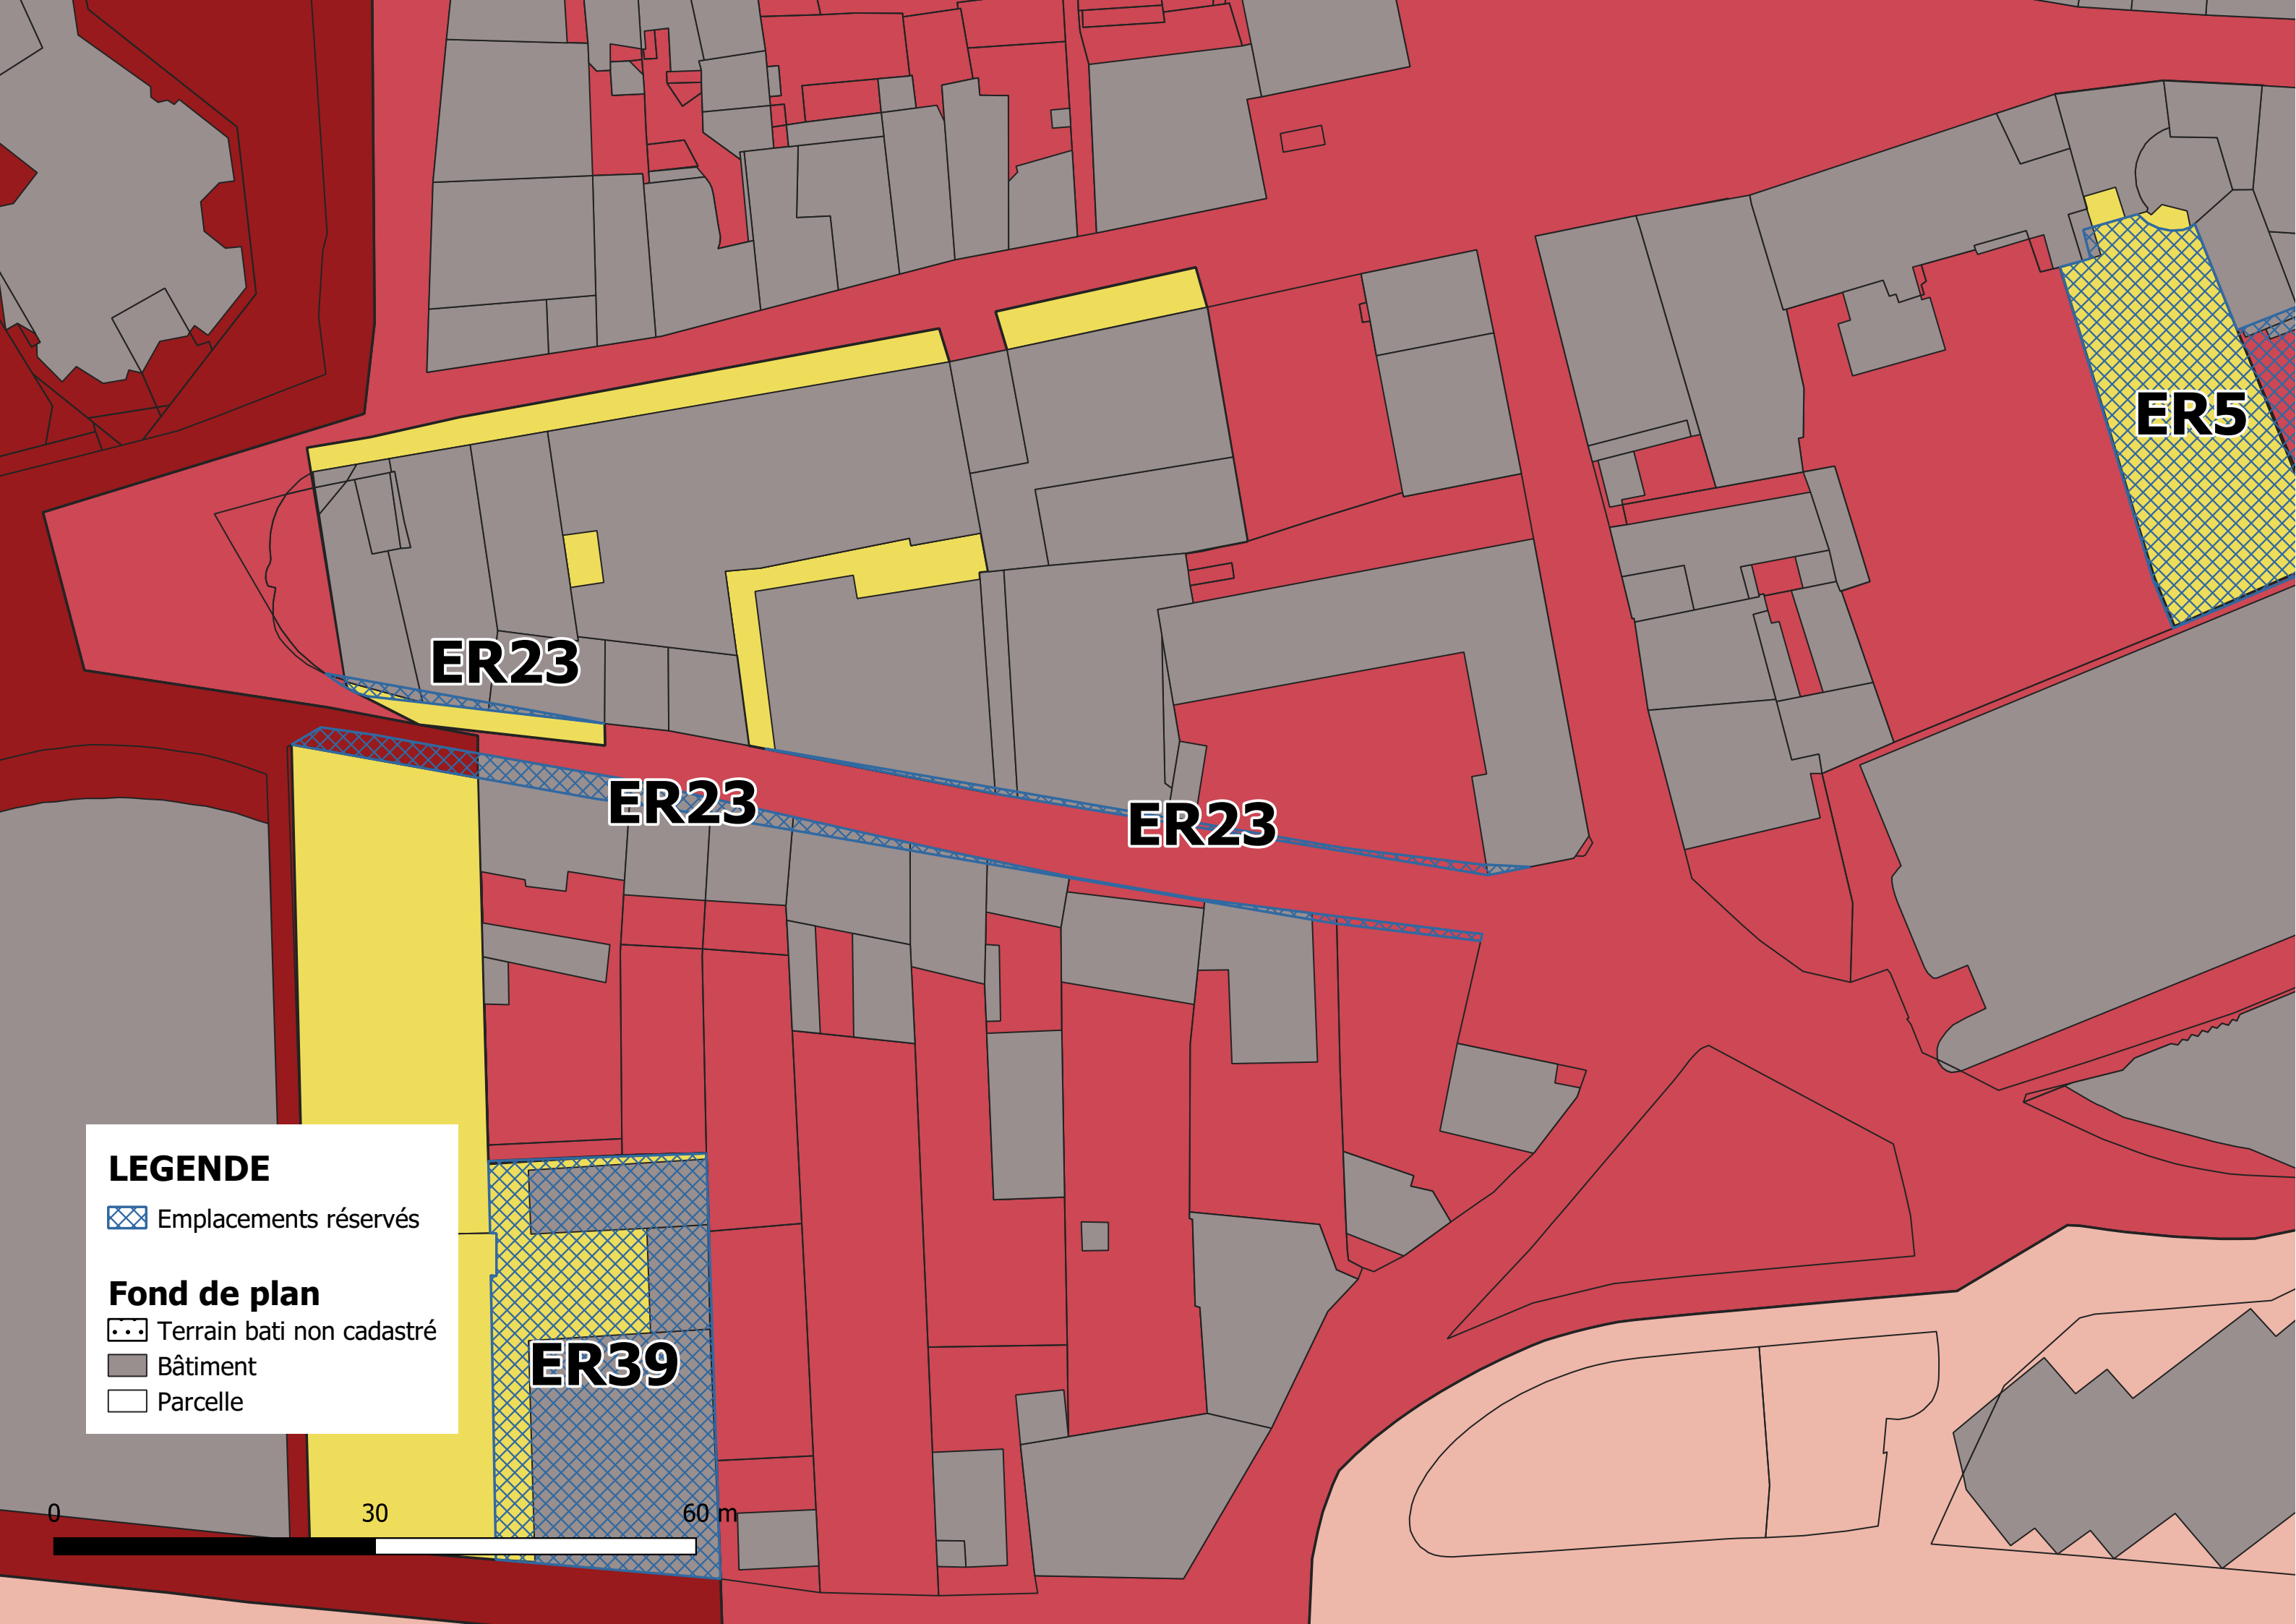 ER5
ER23
ER23
ER23
LEGENDE
Emplacements réservés
Fond de plan
Terrain bati non cadastré
Bâtiment
Parcelle
ER39
0 30 60 m